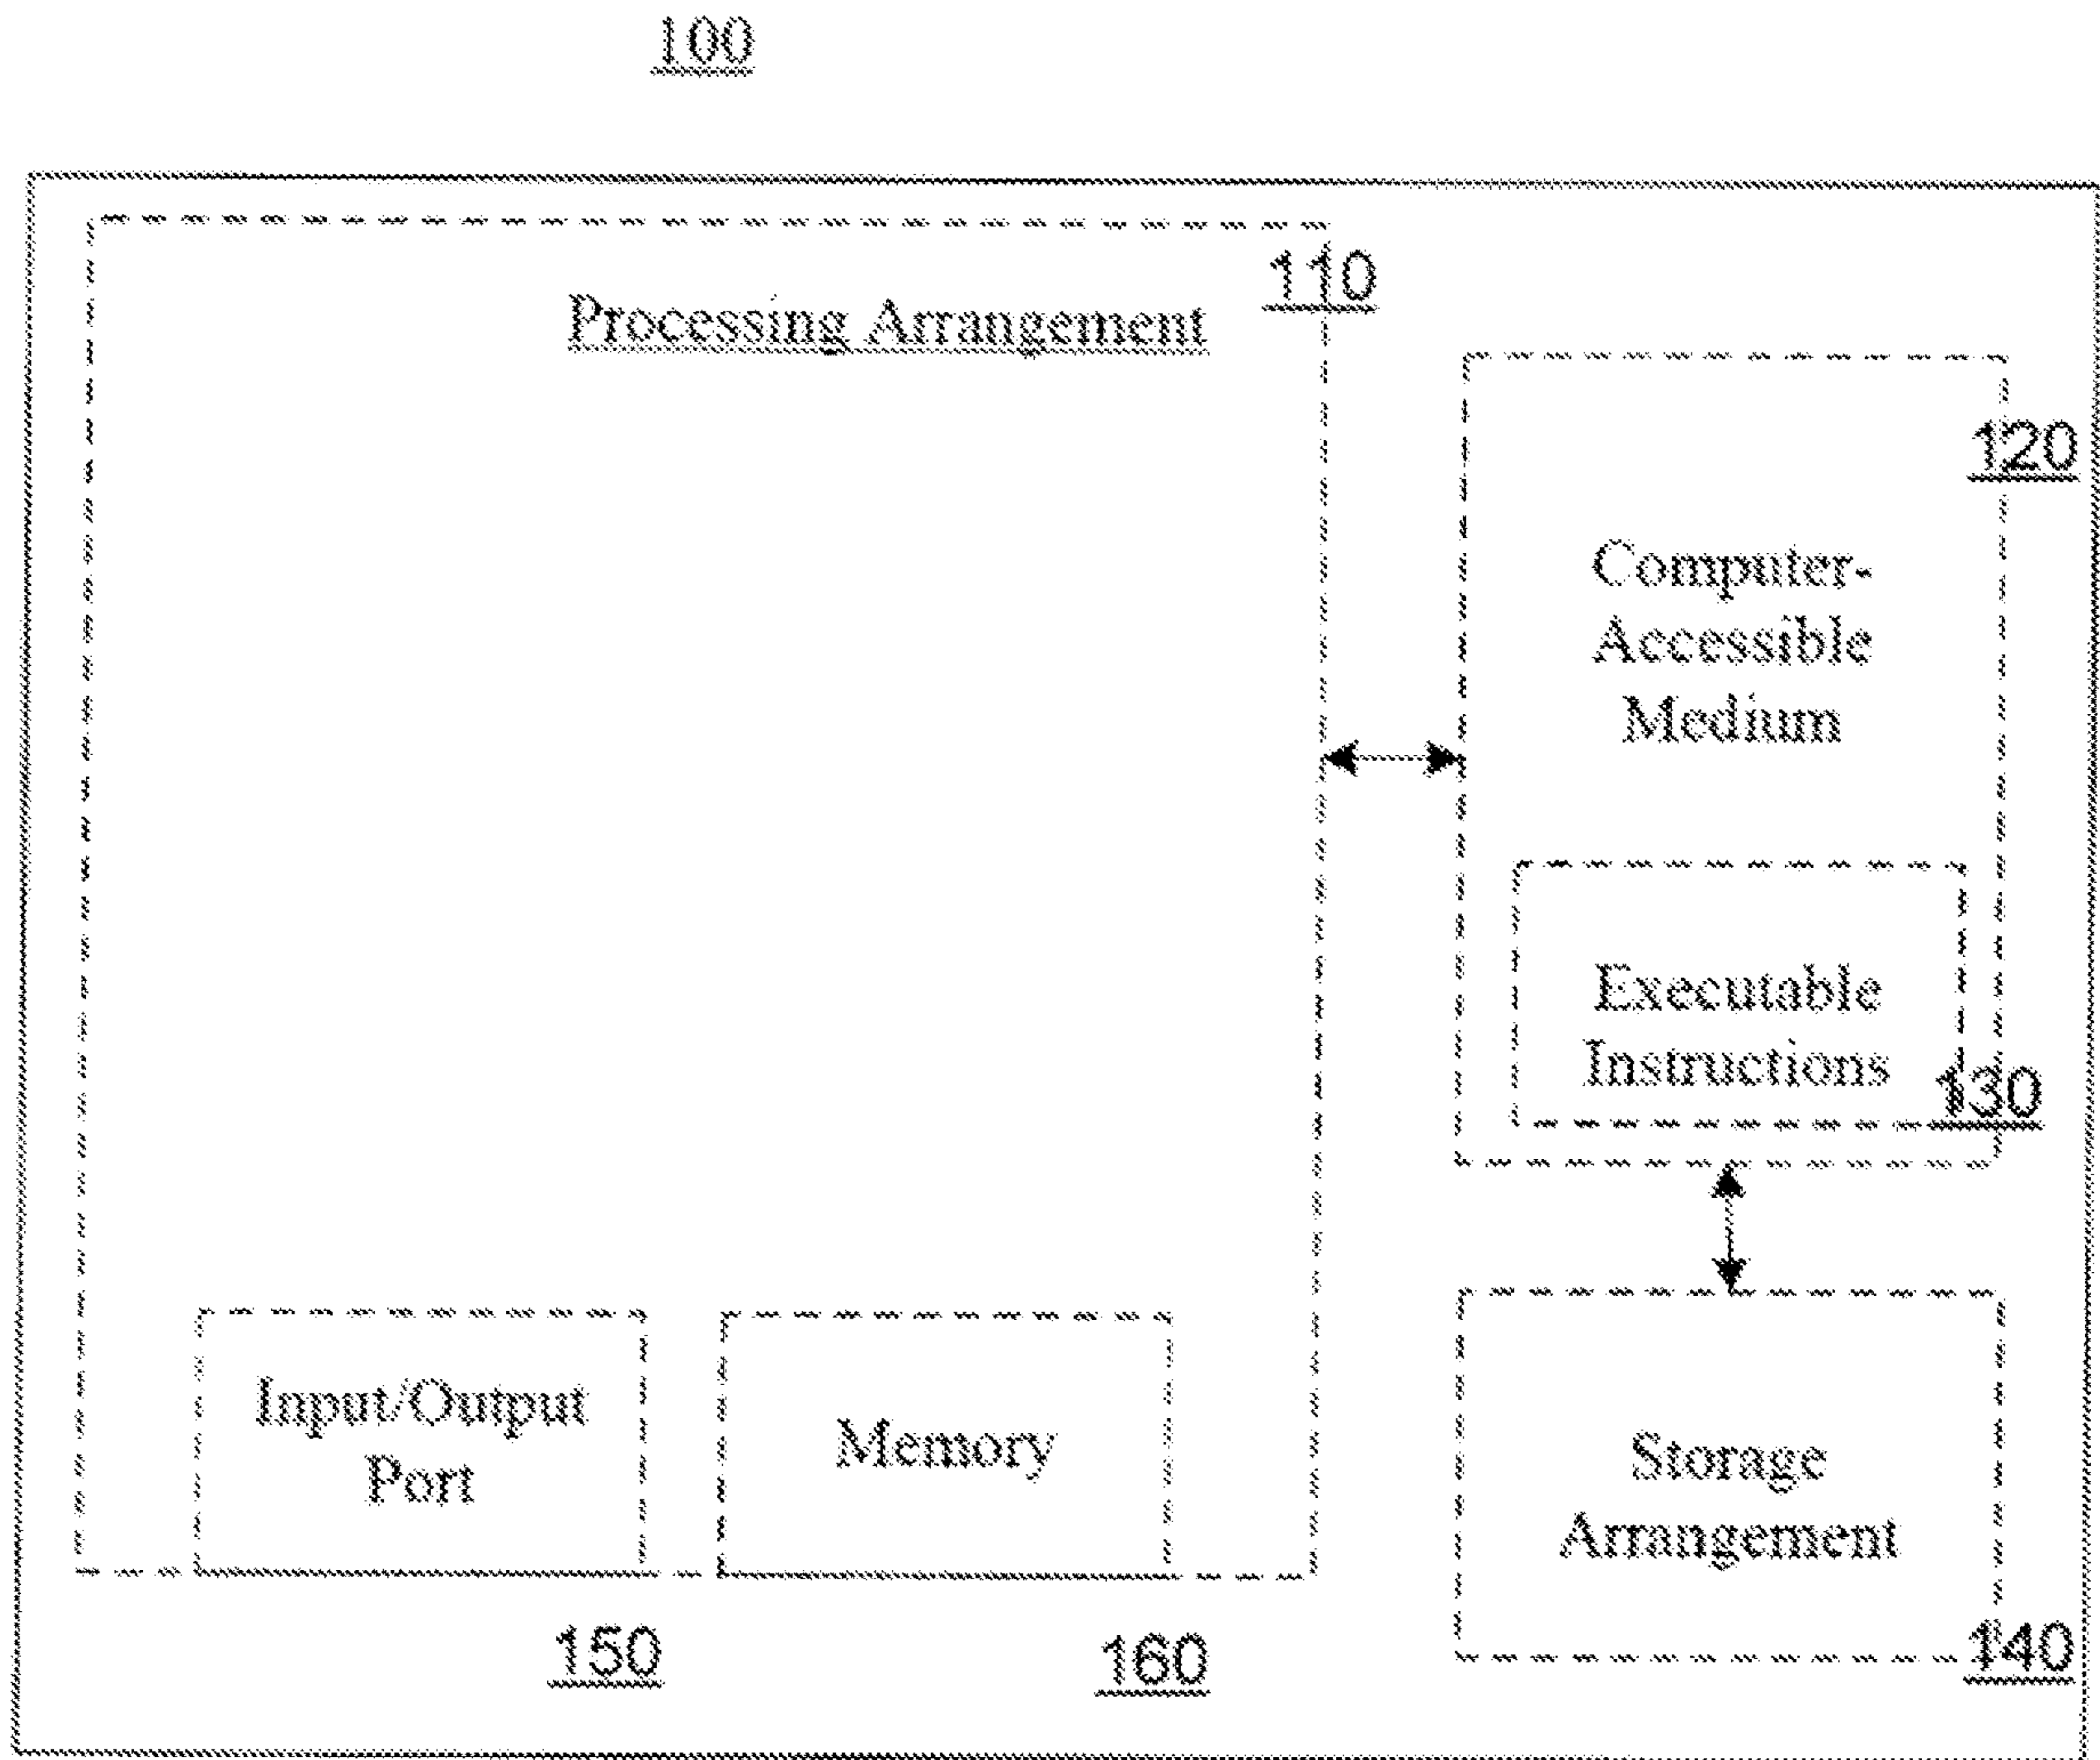 100
110
Processing Arrangement
120
Computer-
Accessible
Medium
Executable
Instructions
130
Input/Output
Port
Memory
Storage
Arrangement
150
160
140